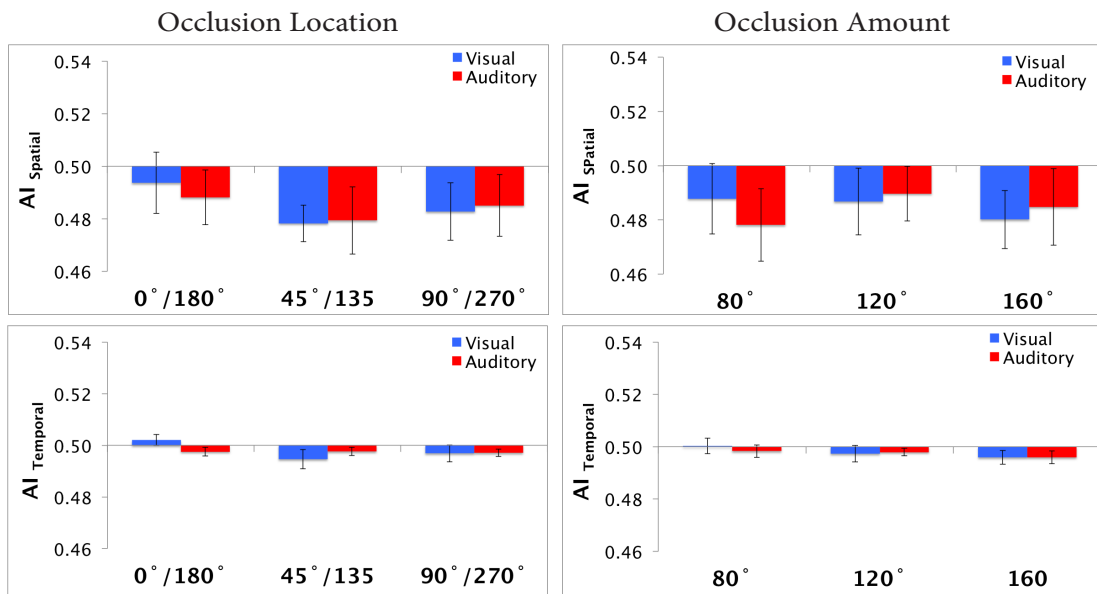 Occlusion Location
Occlusion Amount
0.54
0.52
0.50
0.48
0.46
AI Spatial
Visual
Auditory
0°/180°
45°/135
90°/270°
0.54
0.52
0.50
0.48
0.46
AI SPatial
Visual
Auditory
80°
120°
160°
0.54
0.52
0.50
0.48
0.46
AI Temporal
Visual
Auditory
0°/180°
45°/135
90°/270°
0.54
0.52
0.50
0.48
0.46
AI Temporal
Visual
Auditory
80°
120°
160